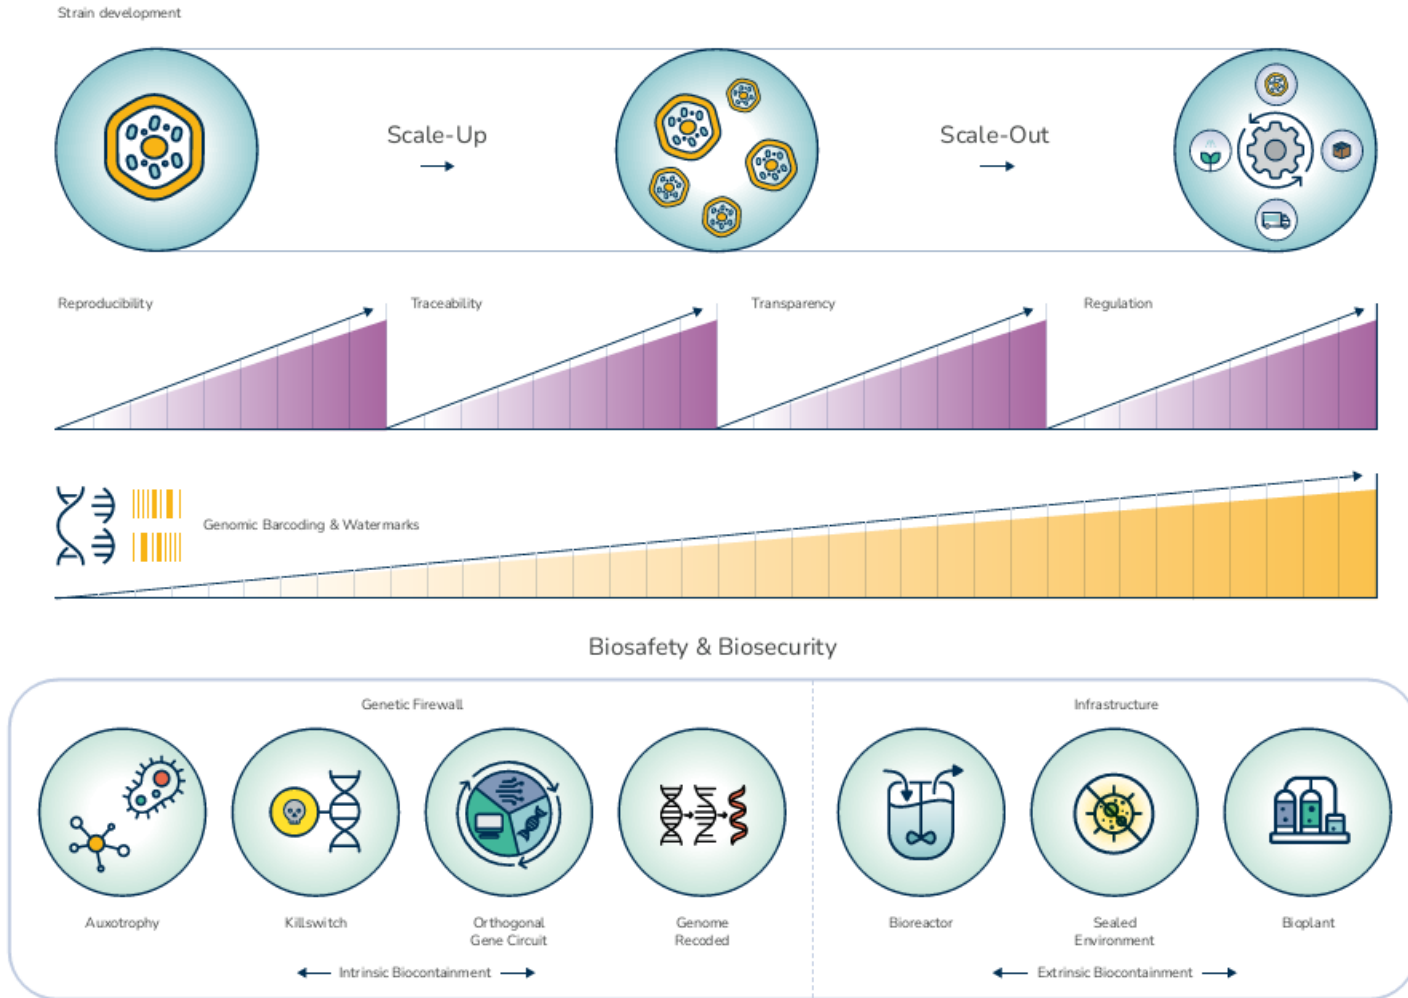 Strain development
Scale-Up
Scale-Out
Reproducibility
Traceability
Transparency
Regulation
Genomic Barcoding & Watermarks
Biosafety & Biosecurity
Genetic Firewall
Infrastructure
Auxotrophy
Killswitch
Orthogonal
Gene Circuit
Genome
Recoded
Bioreactor
Sealed
Environment
Bioplant
Intrinsic Biocontainment
Extrinsic Biocontainment